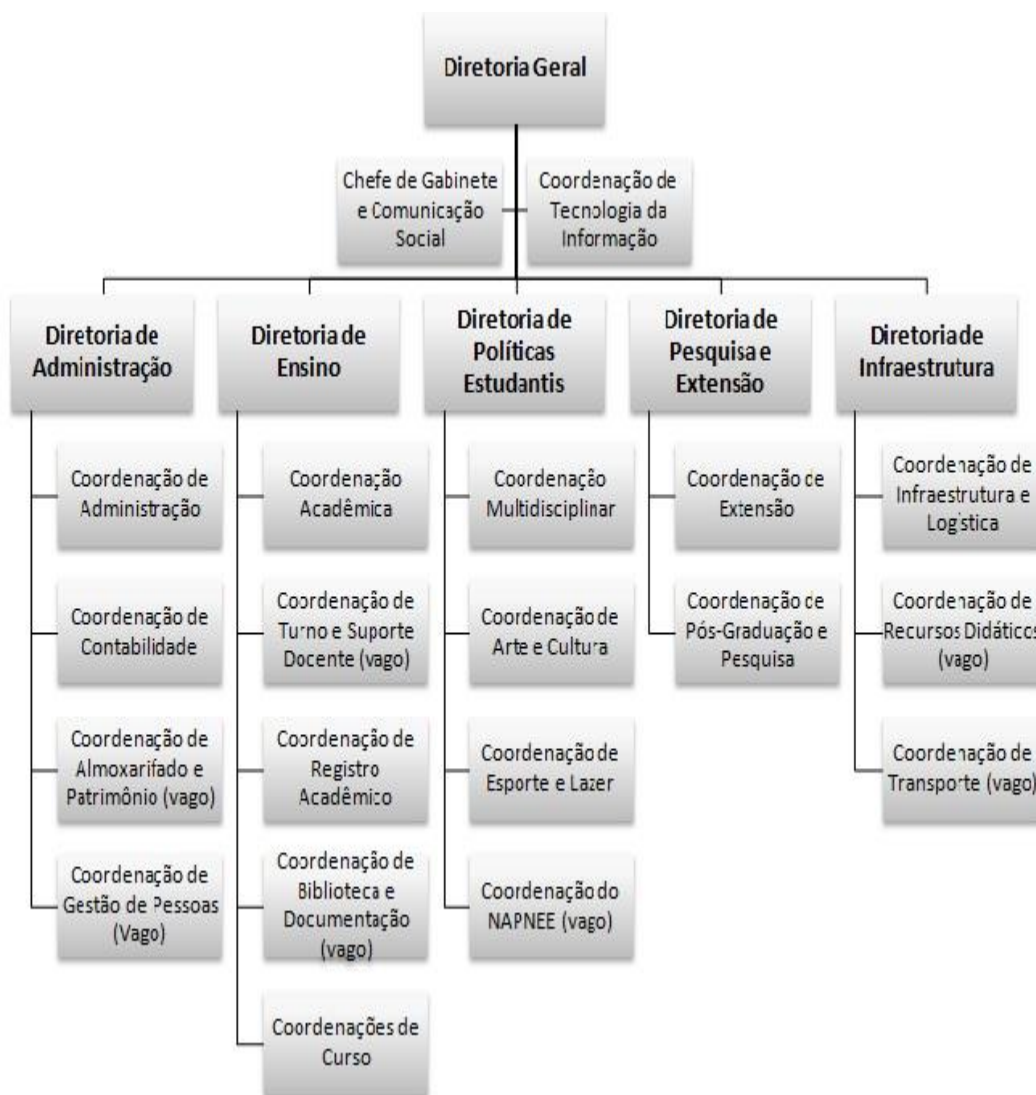 Diretoria Geral
Chefe de Gabinete
e Comunicação
Social
Coordenação de
Tecnologia da
Informação
Diretoria de
Administração
Diretoria de
Ensino
Diretoria de
Políticas
Estudantis
Diretoria de
Pesquisa e
Extensão
Diretoria de
Infraestrutura
Coordenação de
Administração
Coordenação de
Contabilidade
Coordenação de
Almoxarifado e
Patrimônio (vago)
Coordenação de
Gestão de Pessoas
(Vago)
Coordenação
Acadêmica
Coordenação de
Turno e Suporte
Docente (vago)
Coordenação de
Registro
Acadêmico
Coordenação de
Biblioteca e
Documentação
(vago)
Coordenações de
Curso
Coordenação
Multidisciplinar
Coordenação de
Arte e Cultura
Coordenação de
Esporte e Lazer
Coordenação do
NAPNEE (vago)
Coordenação de
Extensão
Coordenação de
Pós-Graduação e
Pesquisa
Coordenação de
Infraestrutura e
Logística
Coordenação de
Recursos Didáticos
(vago)
Coordenação de
Transporte (vago)